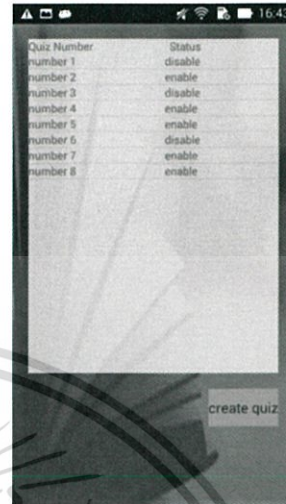 16:43
Quiz Number Status
number 1 disable
number 2 enable
number 3 disable
number 4 enable
number 5 enable
number 6 disable
number 7 enable
number 8 enable
create quiz